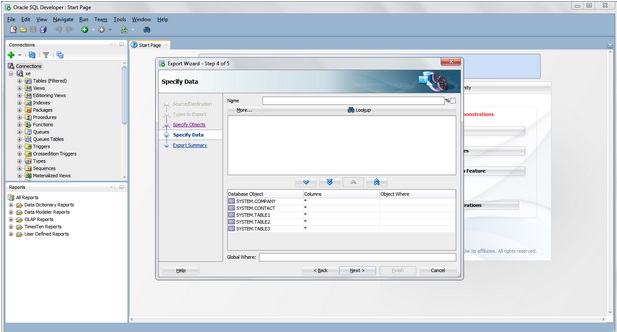 Oracle SQL Developer : Start Page
File Edit View Navigate Run Team Tools Window Help
Connections
Start Page
Connections
xe
Tables (Filtered)
Views
Editioning Views
Indexes
Packages
Procedures
Functions
Queues
Queues Tables
Triggers
Crossedition Triggers
Types
Sequences
Materialized Views
Reports
All Reports
Data Dictionary Reports
Data Modeler Reports
OLAP Reports
TimesTen Reports
User Defined Reports
Export Wizard - Step 4 of 5
Specify Data
Source/Destination
Types to Export
Specify Objects
Specify Data
Export Summary
Name %
More... Lookup
Database Object Columns Object Where
SYSTEM.COMPANY *
SYSTEM.CONTACT *
SYSTEM.TABLE1 *
SYSTEM.TABLE2 *
SYSTEM.TABLE3 *
Global Where:
Help < Back Next > Finish Cancel
Feature
its affiliates. All rights reserved.